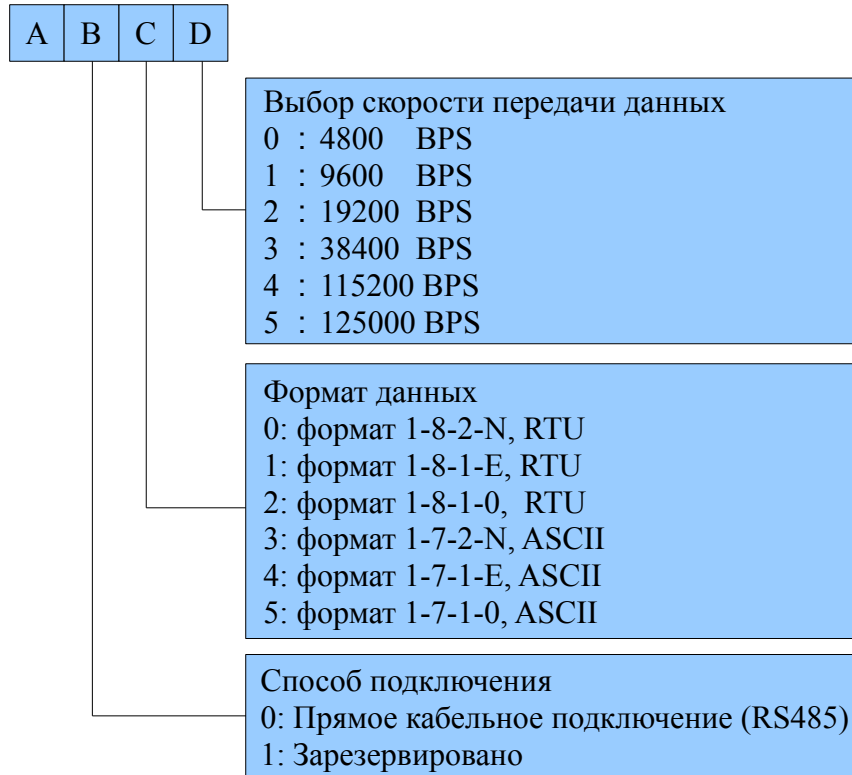 A B C D
Выбор скорости передачи данных
0 : 4800 BPS
1 : 9600 BPS
2 : 19200 BPS
3 : 38400 BPS
4 : 115200 BPS
5 : 125000 BPS
Формат данных
0: формат 1-8-2-N, RTU
1: формат 1-8-1-E, RTU
2: формат 1-8-1-0, RTU
3: формат 1-7-2-N, ASCII
4: формат 1-7-1-E, ASCII
5: формат 1-7-1-0, ASCII
Способ подключения
0: Прямое кабельное подключение (RS485)
1: Зарезервировано